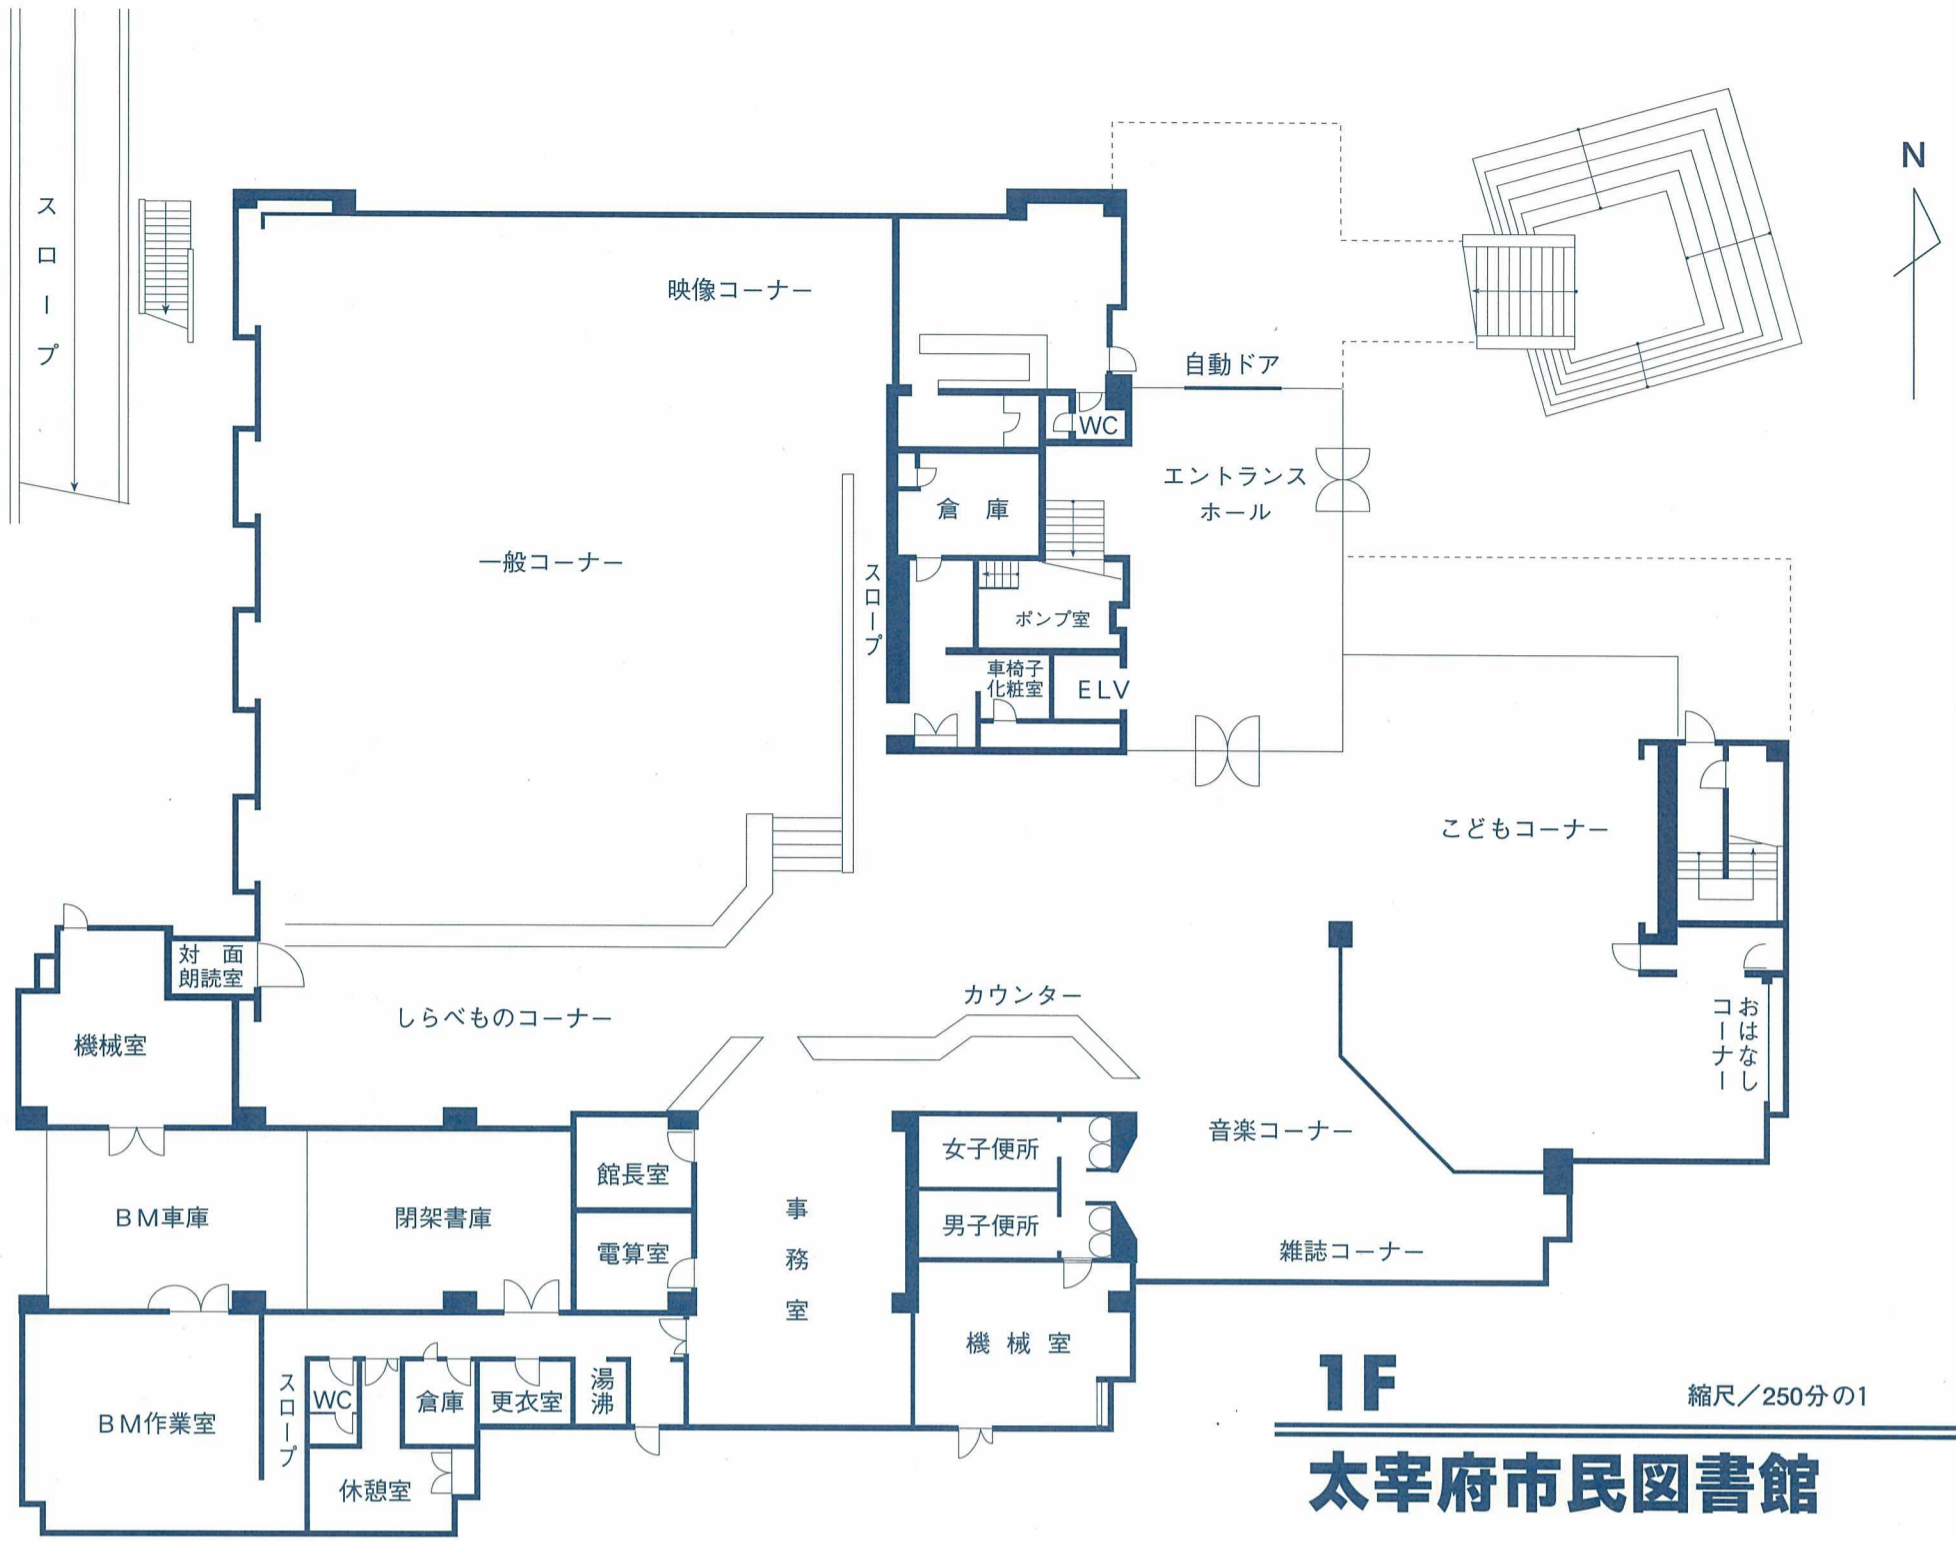 N
スロープ
映像コーナー
自動ドア
WC
エントランス
ホール
倉庫
一般コーナー
スロープ
ポンプ室
車椅子
化粧室
ELV
こどもコーナー
対面
朗読室
カウンター
しらべものコーナー
おはなし
コーナー
機械室
音楽コーナー
女子便所
館長室
BM車庫
閉架書庫
事務室
男子便所
電算室
雑誌コーナー
機械室
スロープ
WC
倉庫
更衣室
湯沸
BM作業室
休憩室
1F
縮尺/250分の1
太宰府市民図書館